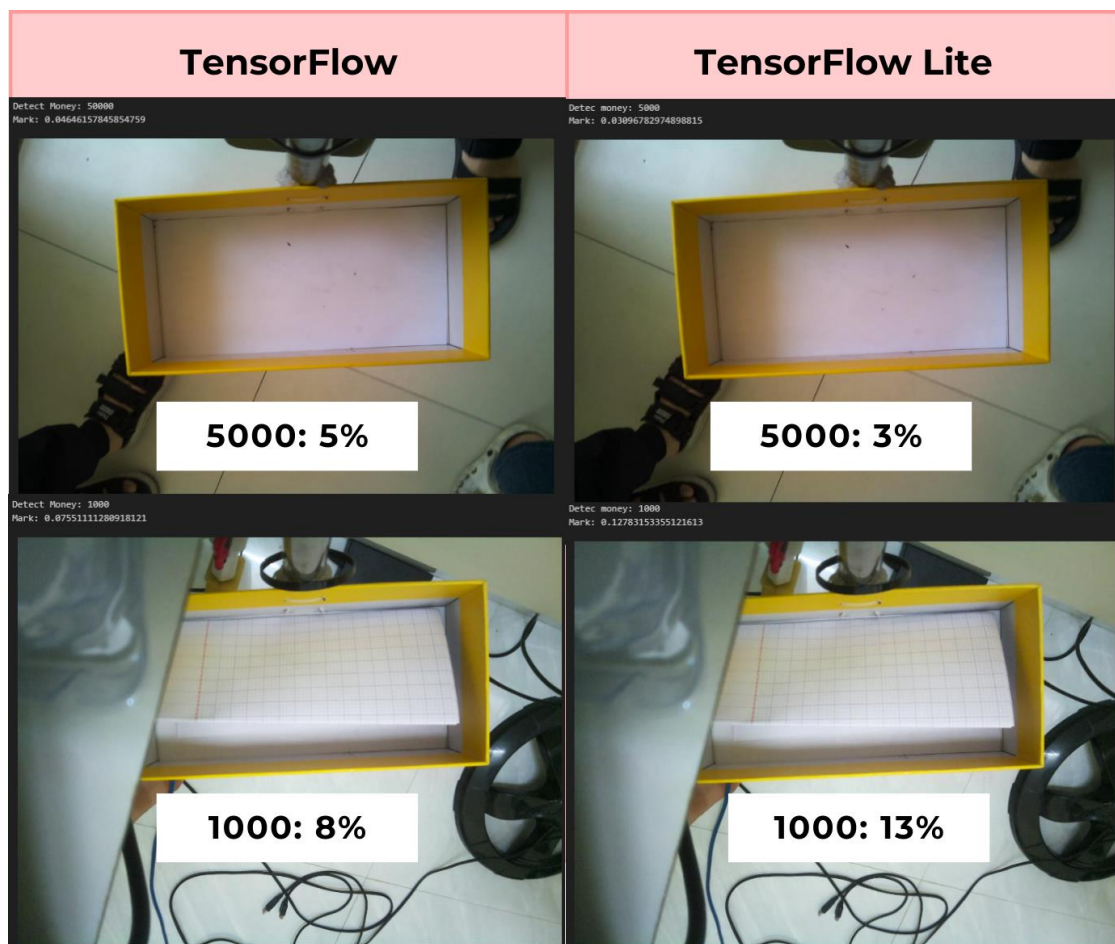 TensorFlow
TensorFlow Lite
Detect Money: 50000
Mark: 0.04646157845854759
Detec money: 5000
Mark: 0.03096782974898815
5000: 5%
5000: 3%
Detect Money: 1000
Mark: 0.07551111280918121
Detec money: 1000
Mark: 0.12783153355121613
1000: 8%
1000: 13%